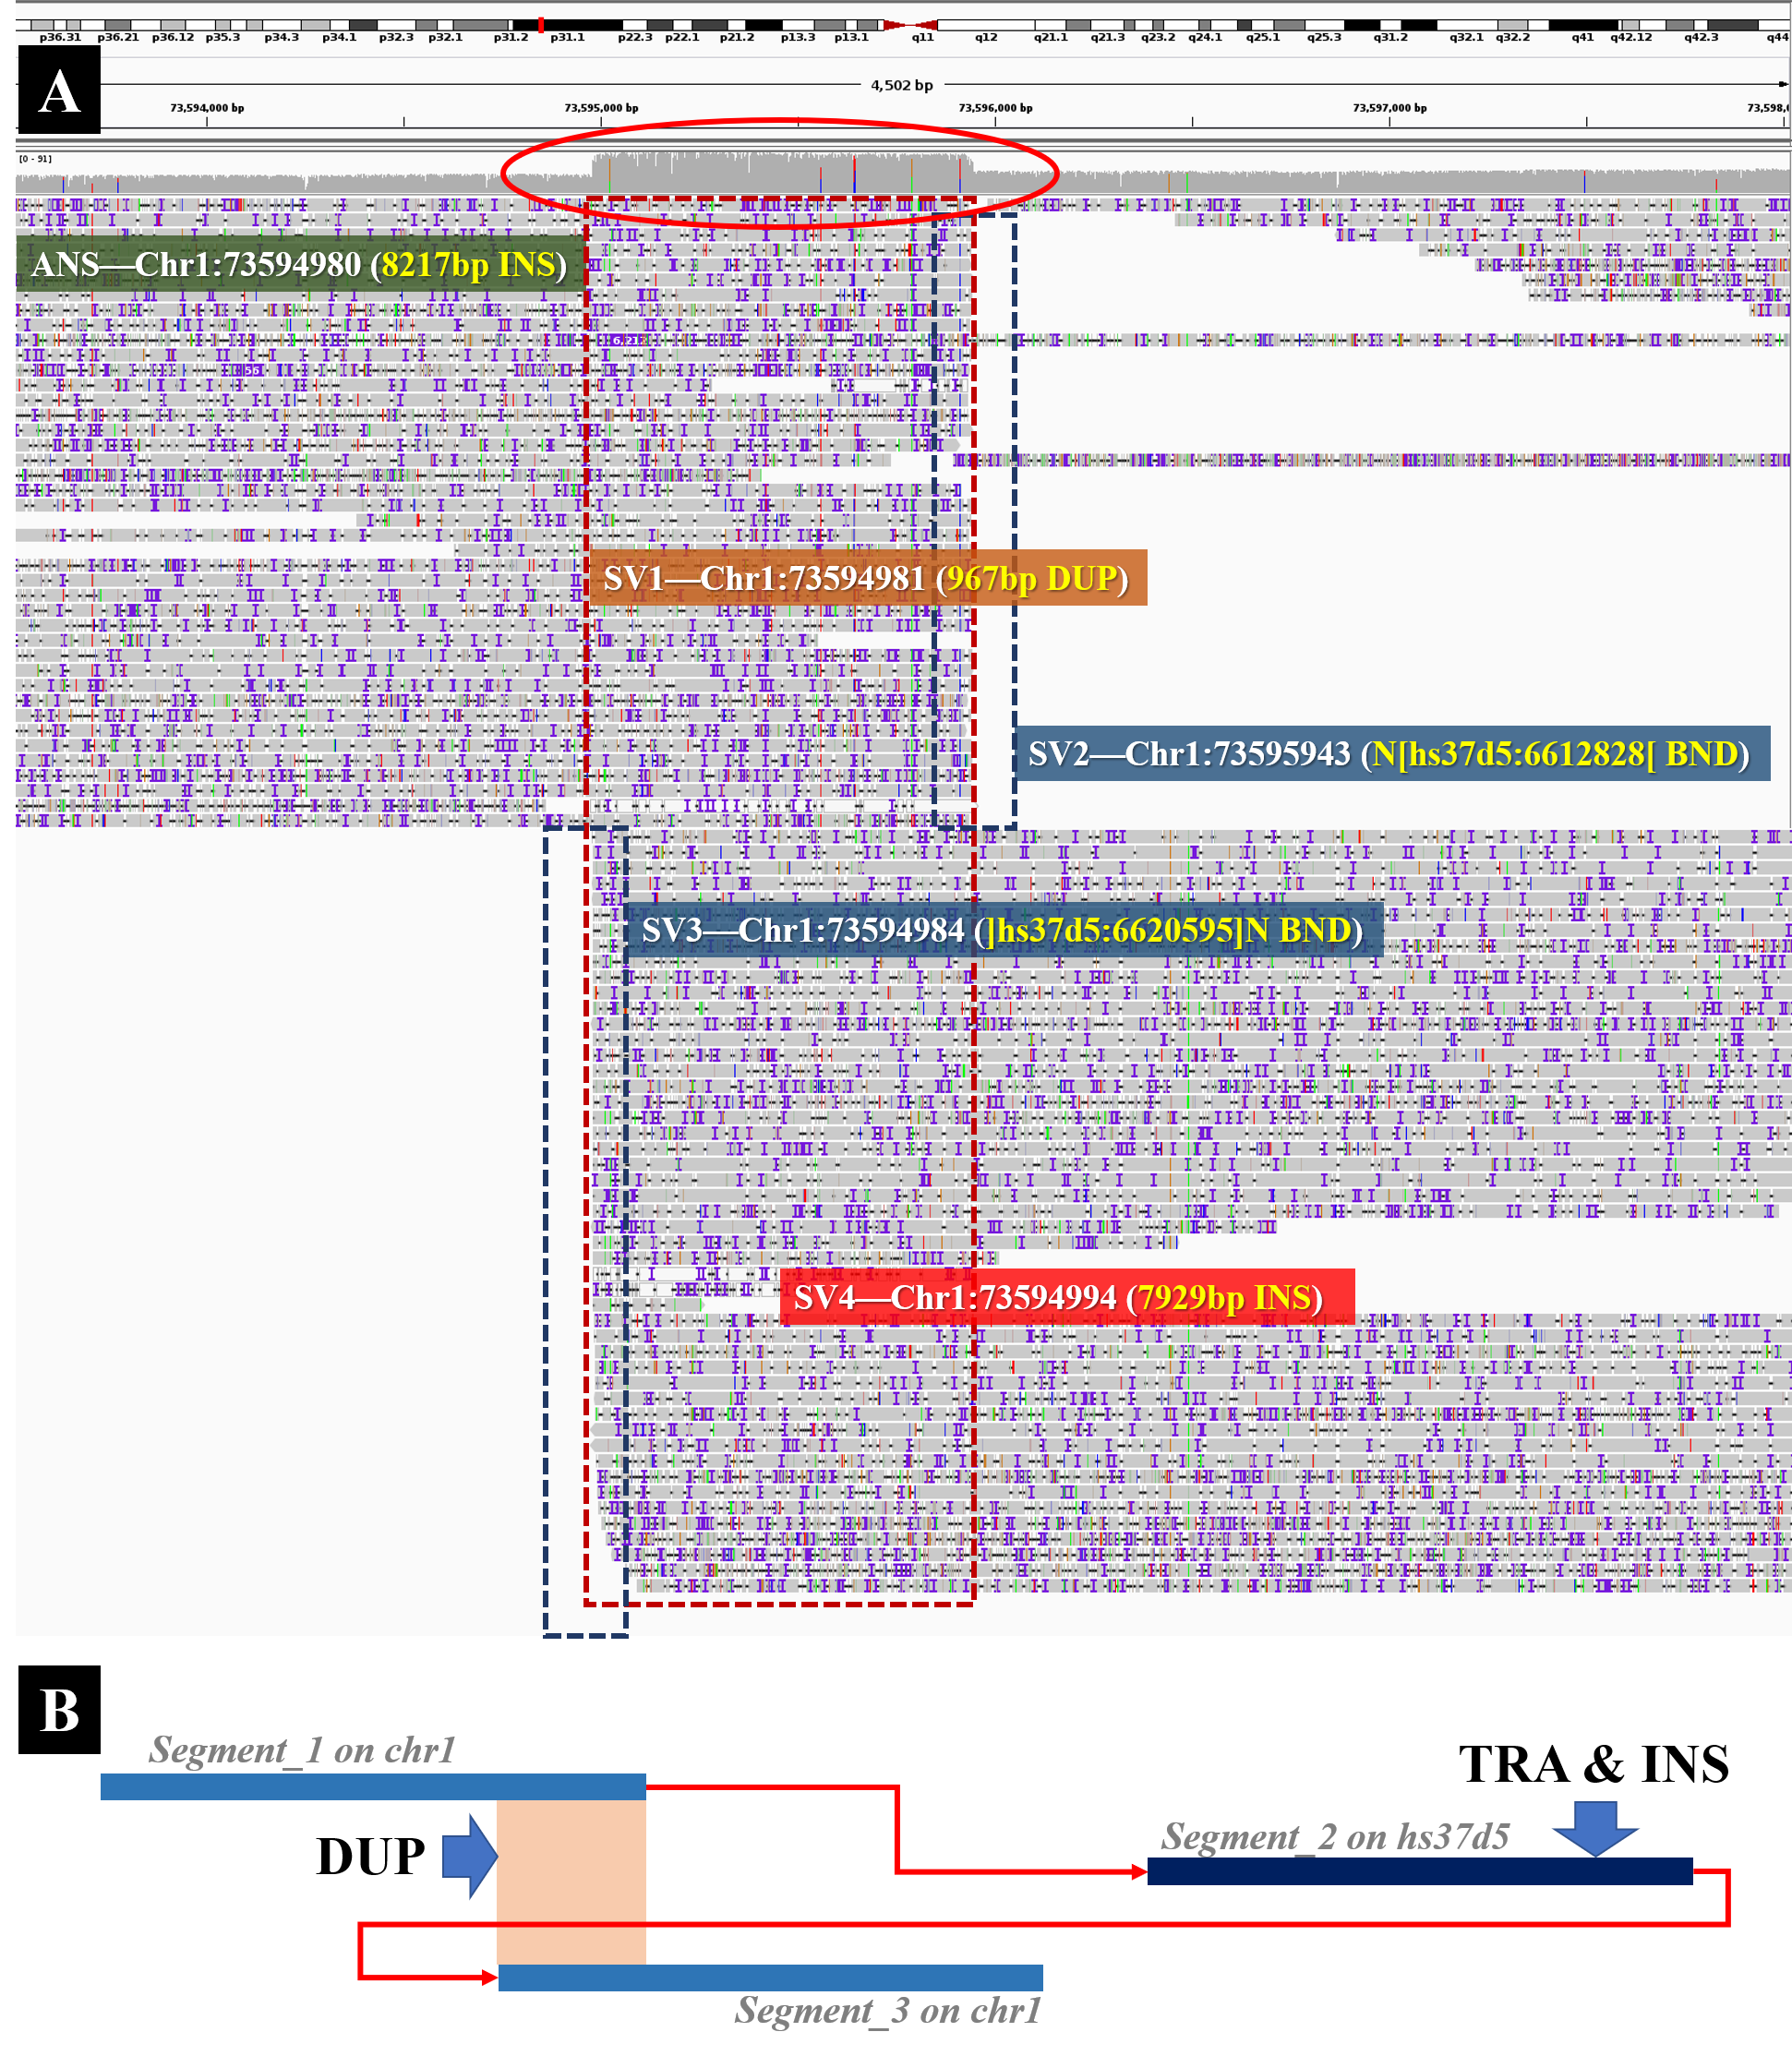 p36.31 p36.21 p36.12 p35.3 p34.3 p34.1 p32.3 p32.1 p31.2 p31.1 p22.3 p22.1 p21.2 p13.3 p13.1 q11 q12 q21.1 q21.3 q23.2 q24.1 q25.1 q25.3 q31.2 q32.1 q32.2 q41 q42.12 q42.3 q44
A
4,502 bp
73,594,000 bp 73,595,000 bp 73,596,000 bp 73,597,000 bp 73,598,
[0 - 91]
ANS—Chr1:73594980 (8217bp INS)
SV1—Chr1:73594981 (967bp DUP)
SV2—Chr1:73595943 (N[hs37d5:6612828[ BND)
SV3—Chr1:73594984 (]hs37d5:6620595]N BND)
SV4—Chr1:73594994 (7929bp INS)
B
Segment_1 on chr1
TRA & INS
Segment_2 on hs37d5
DUP
Segment_3 on chr1